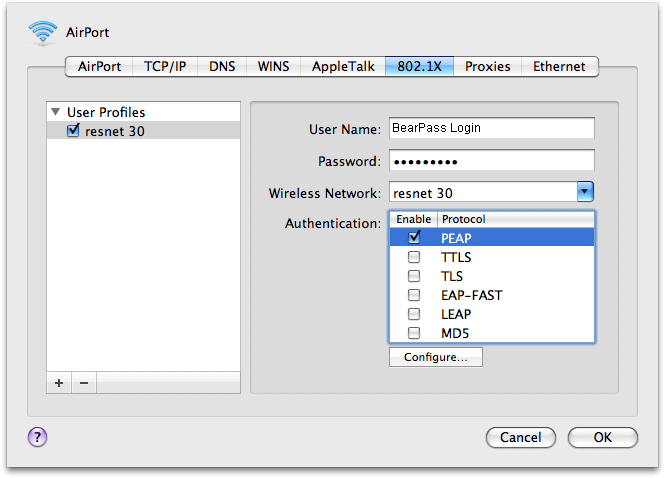 AirPort
AirPort TCP/IP DNS WINS AppleTalk 802.1X Proxies Ethernet
User Profiles
resnet 30
User Name: BearPass Login
Password: •••••••••
Wireless Network: resnet 30
Authentication:
Enable Protocol
PEAP
TTLS
TLS
EAP-FAST
LEAP
MD5
Configure...
+ −
? Cancel OK